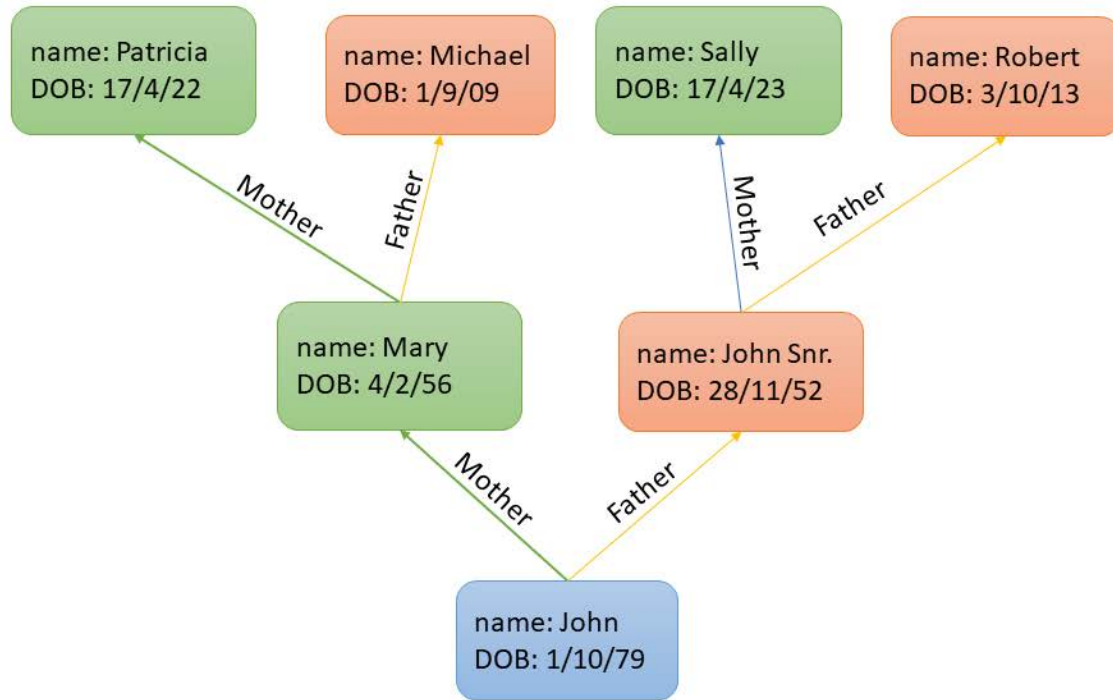 name: Patricia
DOB: 17/4/22
name: Michael
DOB: 1/9/09
name: Sally
DOB: 17/4/23
name: Robert
DOB: 3/10/13
Mother
Father
Mother
Father
name: Mary
DOB: 4/2/56
name: John Snr.
DOB: 28/11/52
Mother
Father
name: John
DOB: 1/10/79